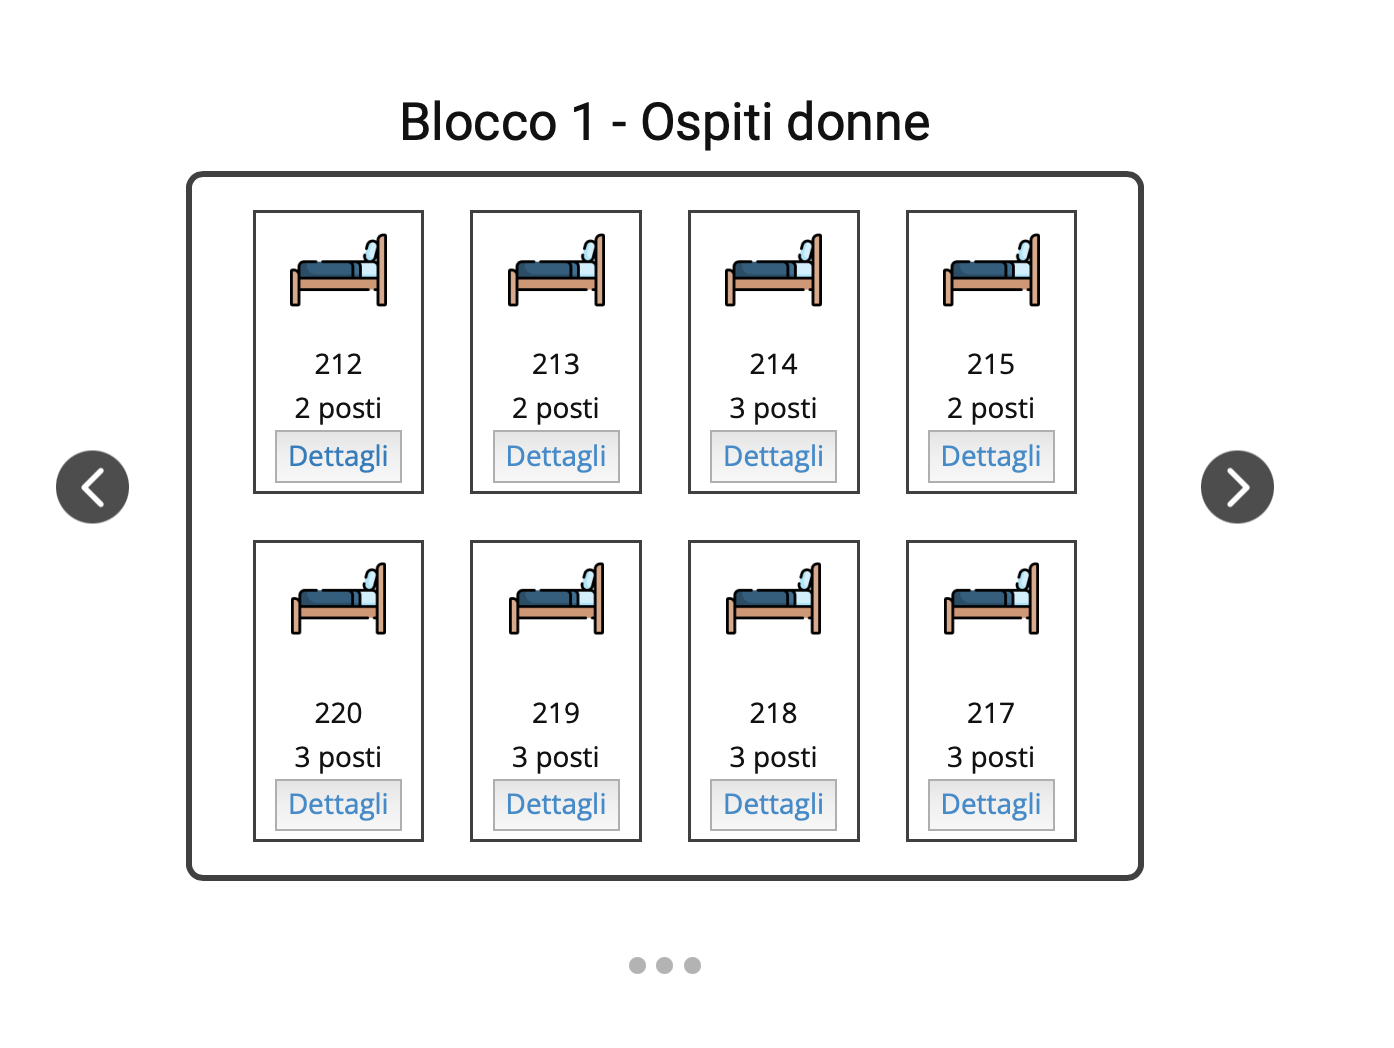 Blocco 1 - Ospiti donne
212
2 posti
Dettagli
213
2 posti
Dettagli
214
3 posti
Dettagli
215
2 posti
Dettagli
220
3 posti
Dettagli
219
3 posti
Dettagli
218
3 posti
Dettagli
217
3 posti
Dettagli